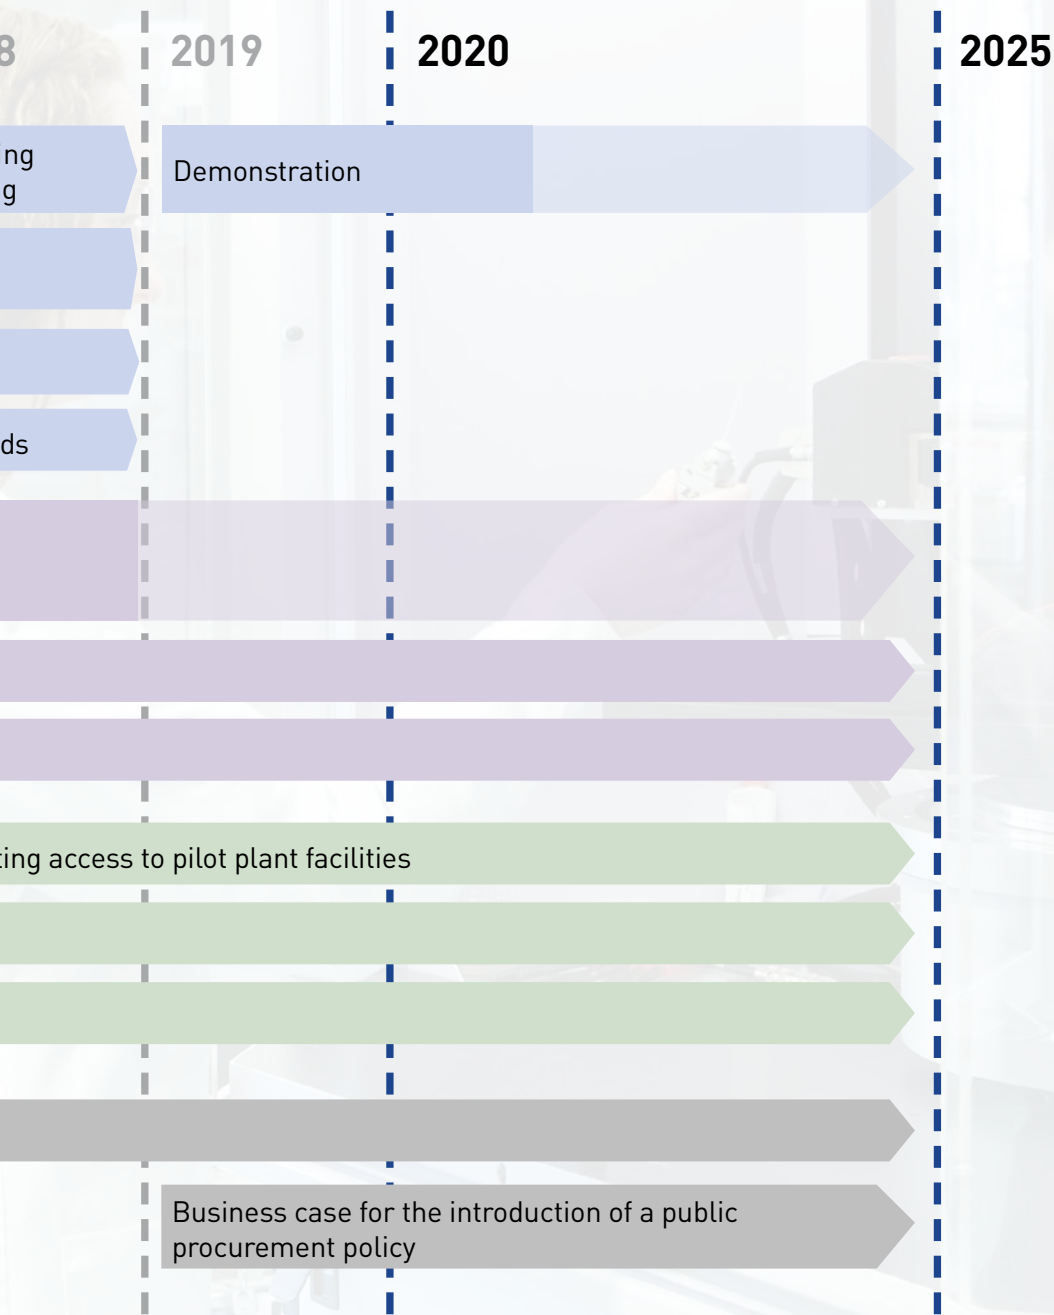 8 2019 2020 2025
ing
g
Demonstration
ds
ting access to pilot plant facilities
Business case for the introduction of a public
procurement policy